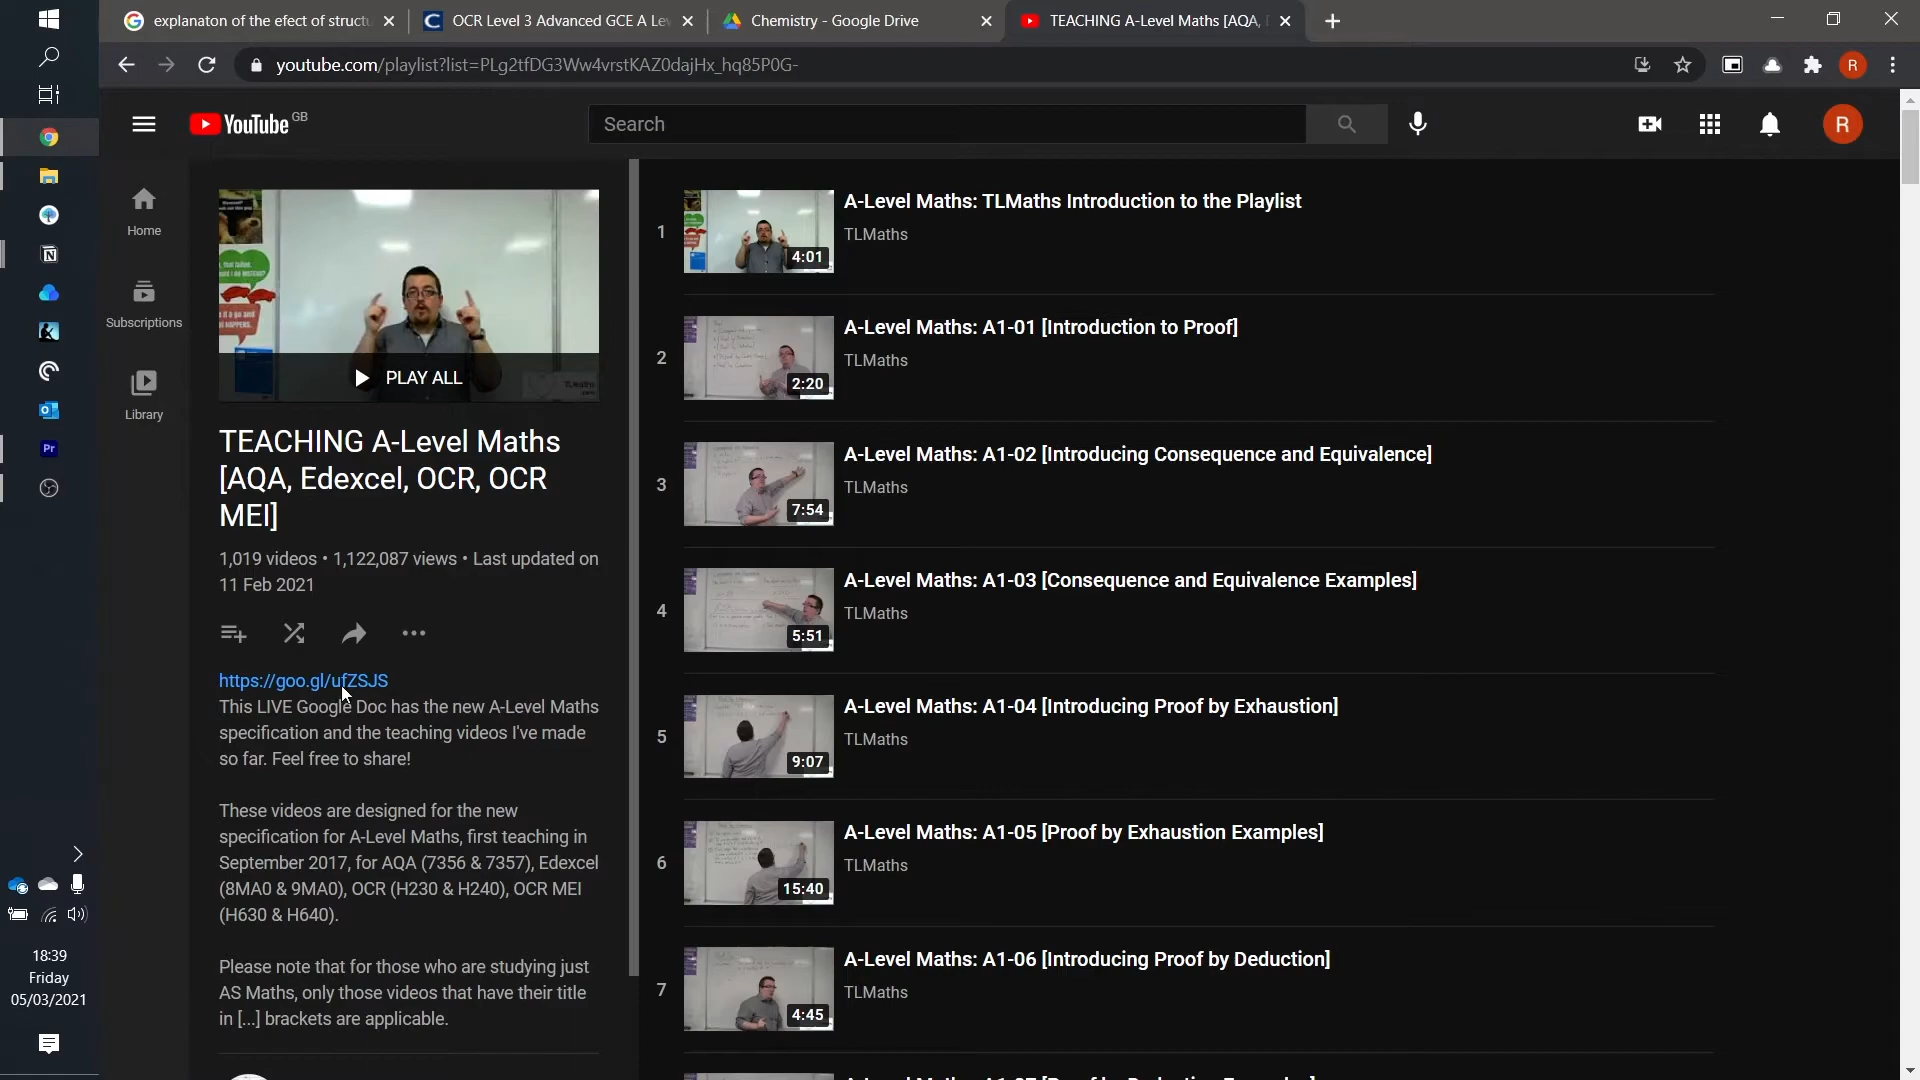 explanaton of the efect of struct
OCR Level 3 Advanced GCE A Lev
Chemistry - Google Drive
TEACHING A-Level Maths [AQA,
youtube.com/playlist?list=PLg2tfDG3Ww4vrstKAZ0dajHx_hq85P0G-
R
YouTube GB
Search
R
Home
Subscriptions
Library
PLAY ALL
TEACHING A-Level Maths
[AQA, Edexcel, OCR, OCR
MEI]
1,019 videos • 1,122,087 views • Last updated on
11 Feb 2021
https://goo.gl/ufZSJS
This LIVE Google Doc has the new A-Level Maths
specification and the teaching videos I've made
so far. Feel free to share!
These videos are designed for the new
specification for A-Level Maths, first teaching in
September 2017, for AQA (7356 & 7357), Edexcel
(8MA0 & 9MA0), OCR (H230 & H240), OCR MEI
(H630 & H640).
Please note that for those who are studying just
AS Maths, only those videos that have their title
in [...] brackets are applicable.
1
4:01
A-Level Maths: TLMaths Introduction to the Playlist
TLMaths
2
2:20
A-Level Maths: A1-01 [Introduction to Proof]
TLMaths
3
7:54
A-Level Maths: A1-02 [Introducing Consequence and Equivalence]
TLMaths
4
5:51
A-Level Maths: A1-03 [Consequence and Equivalence Examples]
TLMaths
5
9:07
A-Level Maths: A1-04 [Introducing Proof by Exhaustion]
TLMaths
6
15:40
A-Level Maths: A1-05 [Proof by Exhaustion Examples]
TLMaths
7
4:45
A-Level Maths: A1-06 [Introducing Proof by Deduction]
TLMaths
Pr
18:39
Friday
05/03/2021